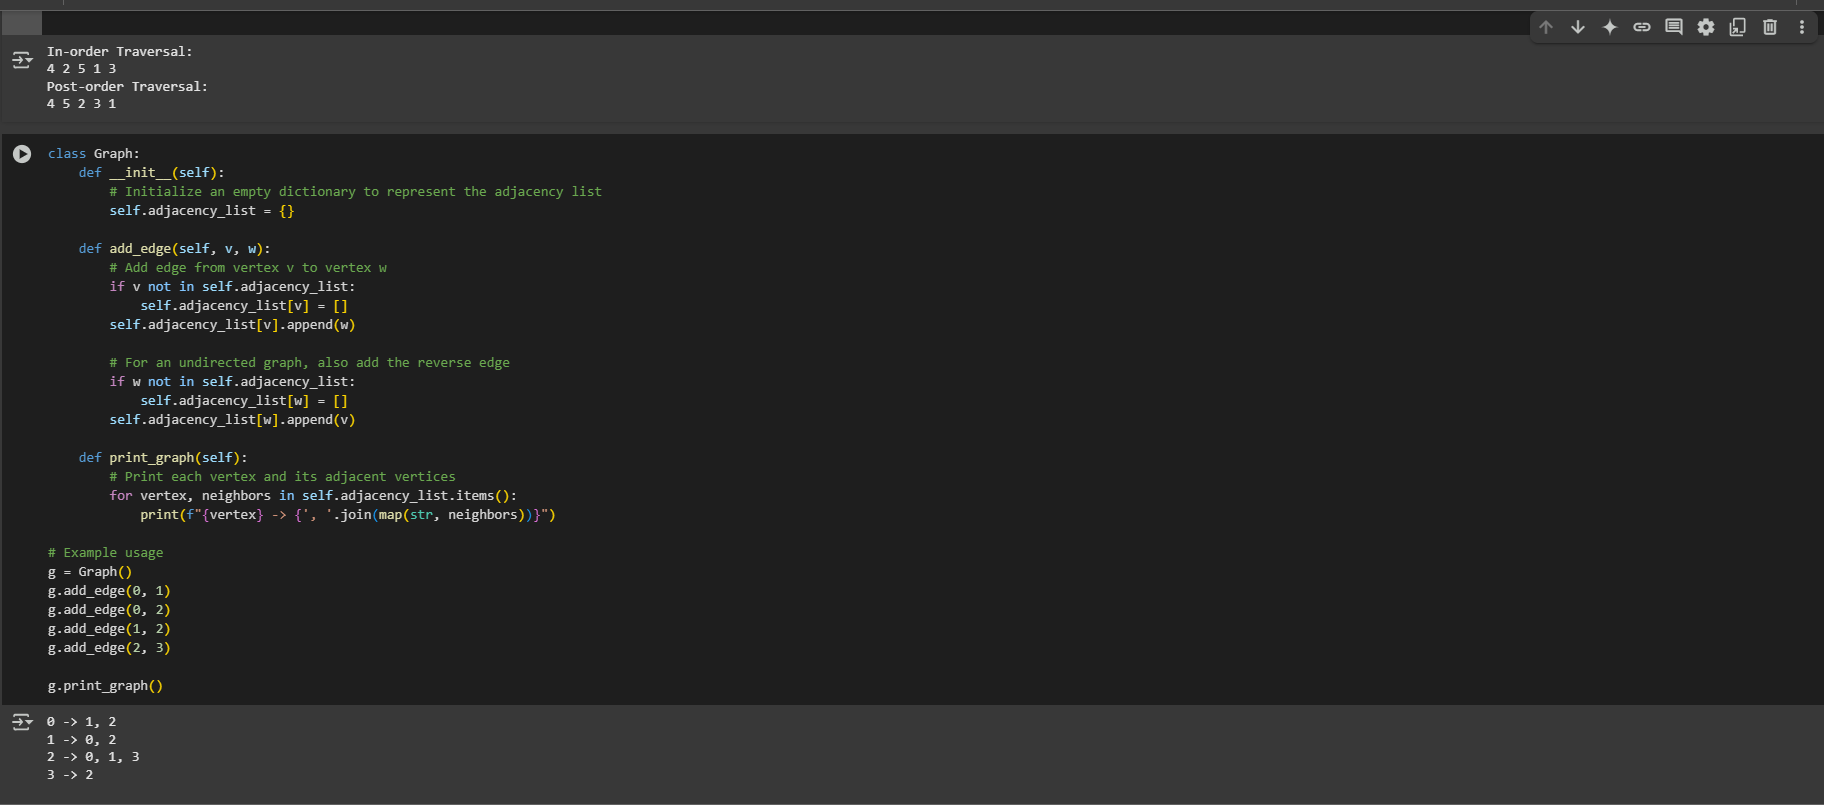 In-order Traversal:
4 2 5 1 3
Post-order Traversal:
4 5 2 3 1
class Graph:
    def __init__(self):
        # Initialize an empty dictionary to represent the adjacency list
        self.adjacency_list = {}

    def add_edge(self, v, w):
        # Add edge from vertex v to vertex w
        if v not in self.adjacency_list:
            self.adjacency_list[v] = []
        self.adjacency_list[v].append(w)

        # For an undirected graph, also add the reverse edge
        if w not in self.adjacency_list:
            self.adjacency_list[w] = []
        self.adjacency_list[w].append(v)

    def print_graph(self):
        # Print each vertex and its adjacent vertices
        for vertex, neighbors in self.adjacency_list.items():
            print(f"{vertex} -> {', '.join(map(str, neighbors))}")

# Example usage
g = Graph()
g.add_edge(0, 1)
g.add_edge(0, 2)
g.add_edge(1, 2)
g.add_edge(2, 3)

g.print_graph()
0 -> 1, 2
1 -> 0, 2
2 -> 0, 1, 3
3 -> 2